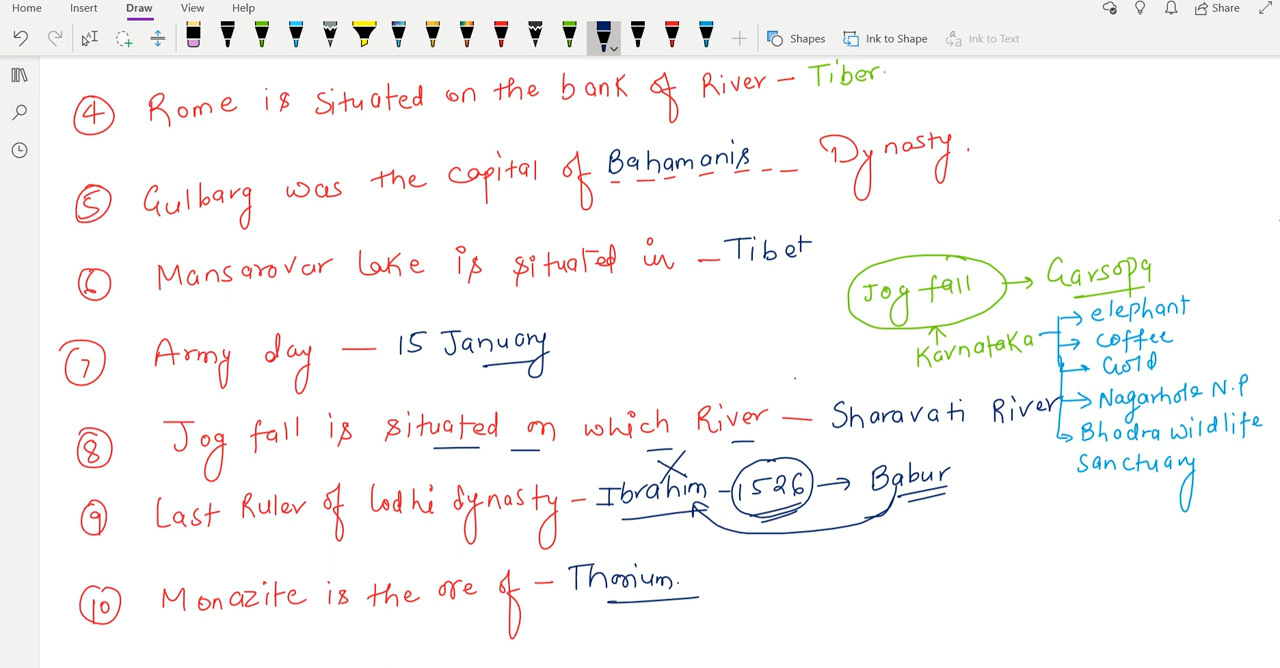 Home Insert Draw View Help Share
Shapes Ink to Shape Ink to Text
4 Rome is situated on the bank of River - Tiber.
5 Gulbarg was the capital of Bahamanis Dynasty.
6 Mansarovar Lake is situated in - Tibet
Jog fall → Garsopa
elephant
7 Army day - 15 January
Karnataka
coffee
Gold
Nagarhole N.P
8 Jog fall is situated on which River - Sharavati River
Bhadra wildlife
Sanctuary
9 Last Ruler of Lodhi dynasty - Ibrahim - 1526 → Babur
10 Monazite is the ore of - Thorium.